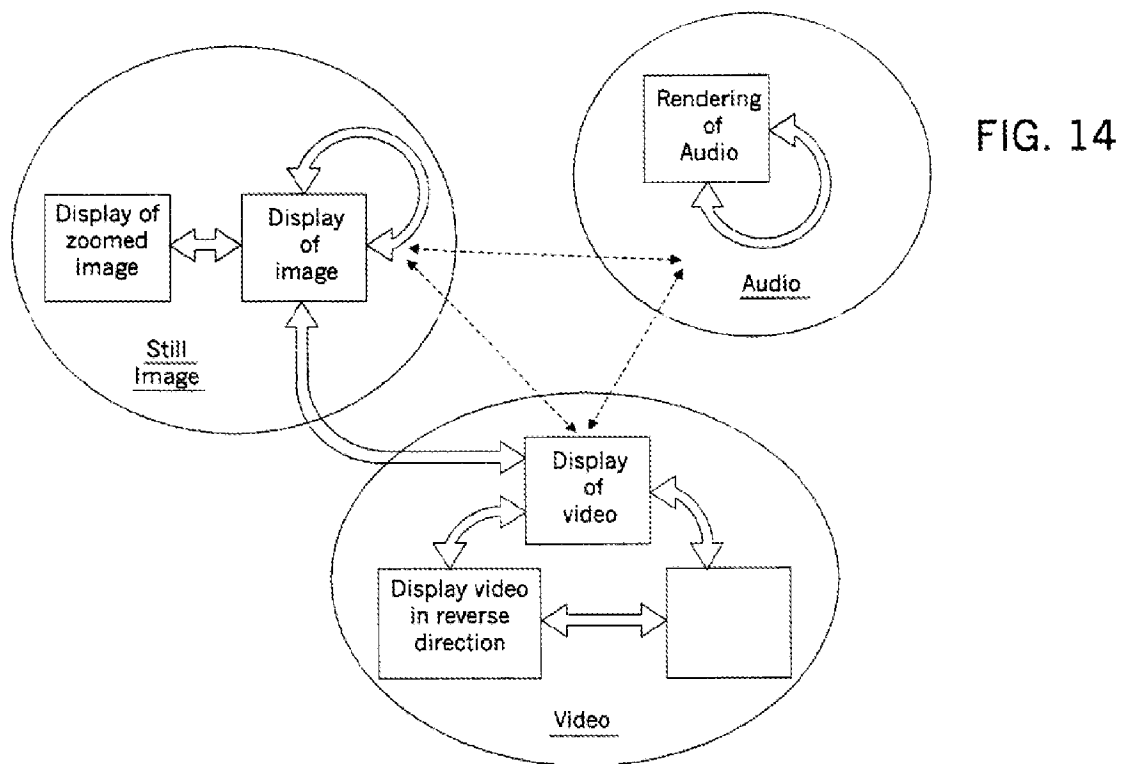 Rendering
of
Audio
FIG. 14
Display of
zoomed
image
Display
of
image
Audio
Still
Image
Display
of
video
Display video
in reverse
direction
Video